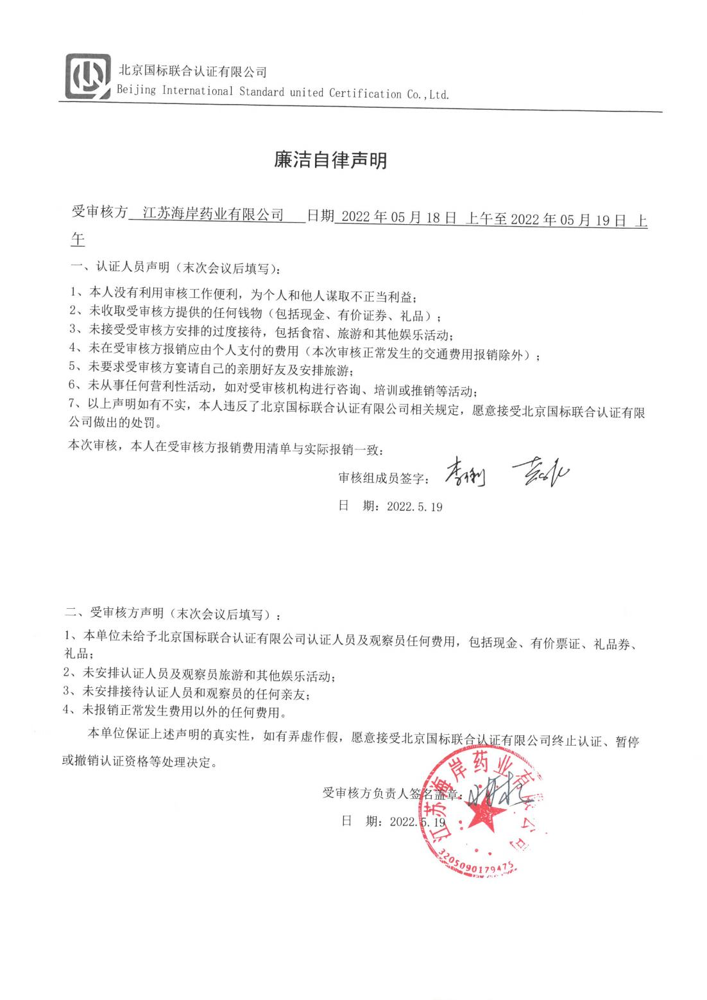 北京国标联合认证有限公司
Beijing International Standard united Certification Co.,Ltd.
廉洁自律声明
受审核方 江苏海岸药业有限公司 日期 2022 年 05 月 18 日 上午至 2022 年 05 月 19 日 上
午
一、认证人员声明（末次会议后填写）：
1、本人没有利用审核工作便利，为个人和他人谋取不正当利益；
2、未收取受审核方提供的任何钱物（包括现金、有价证券、礼品）；
3、未接受受审核方安排的过度接待，包括食宿、旅游和其他娱乐活动；
4、未在受审核方报销应由个人支付的费用（本次审核正常发生的交通费用报销除外）；
5、未要求受审核方宴请自己的亲朋好友及安排旅游；
6、未从事任何营利性活动，如对受审核机构进行咨询、培训或推销等活动；
7、以上声明如有不实，本人违反了北京国标联合认证有限公司相关规定，愿意接受北京国标联合认证有限
公司做出的处罚。
本次审核，本人在受审核方报销费用清单与实际报销一致：
审核组成员签字：
日 期：2022.5.19
二、受审核方声明（末次会议后填写）：
1、本单位未给予北京国标联合认证有限公司认证人员及观察员任何费用，包括现金、有价票证、礼品券、
礼品；
2、未安排认证人员及观察员旅游和其他娱乐活动；
3、未安排接待认证人员和观察员的任何亲友；
4、未报销正常发生费用以外的任何费用。
本单位保证上述声明的真实性，如有弄虚作假，愿意接受北京国标联合认证有限公司终止认证、暂停
或撤销认证资格等处理决定。
受审核方负责人签名盖章：
日 期：2022.5.19
江苏海岸药业有限公司
3205090179475